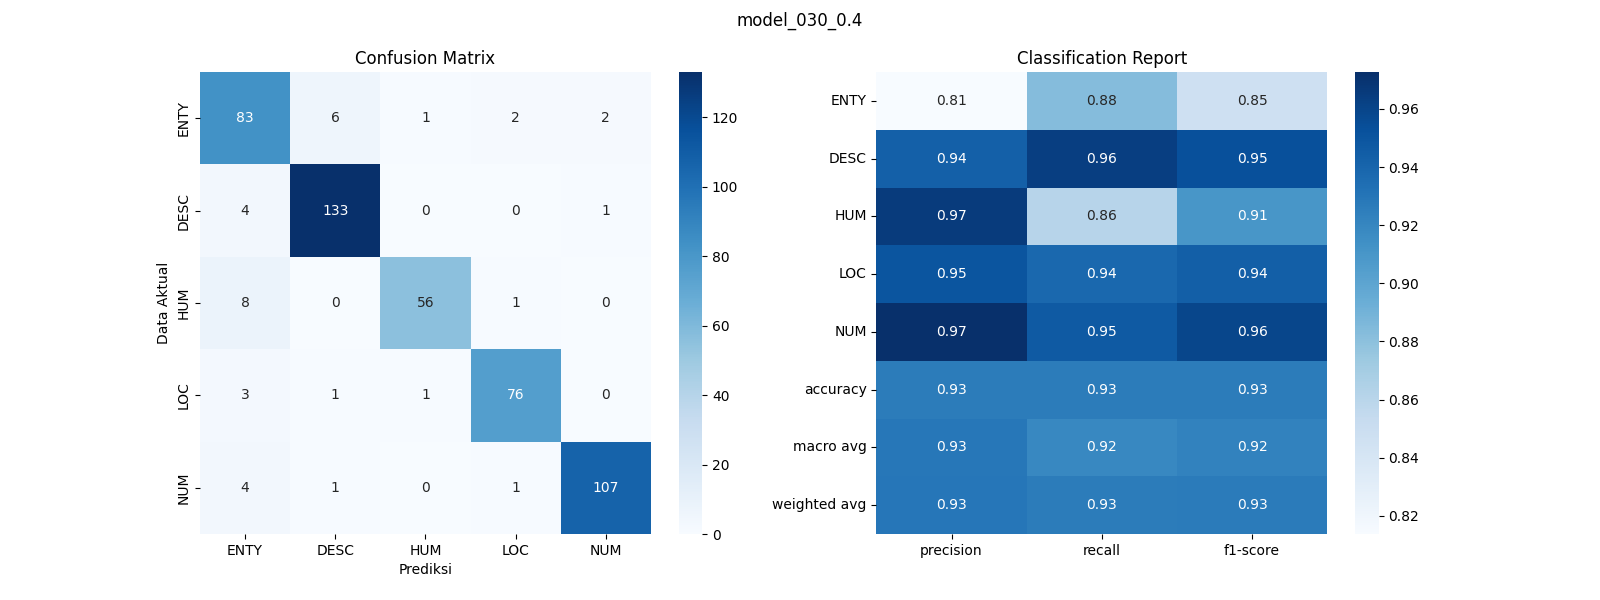 model_030_0.4
Confusion Matrix
ENTY 83 6 1 2 2
DESC 4 133 0 0 1
HUM 8 0 56 1 0
LOC 3 1 1 76 0
NUM 4 1 0 1 107
ENTY DESC HUM LOC NUM
Data Aktual
Prediksi
120
100
80
60
40
20
0
Classification Report
ENTY 0.81 0.88 0.85
DESC 0.94 0.96 0.95
HUM 0.97 0.86 0.91
LOC 0.95 0.94 0.94
NUM 0.97 0.95 0.96
accuracy 0.93 0.93 0.93
macro avg 0.93 0.92 0.92
weighted avg 0.93 0.93 0.93
precision recall f1-score
0.96
0.94
0.92
0.90
0.88
0.86
0.84
0.82